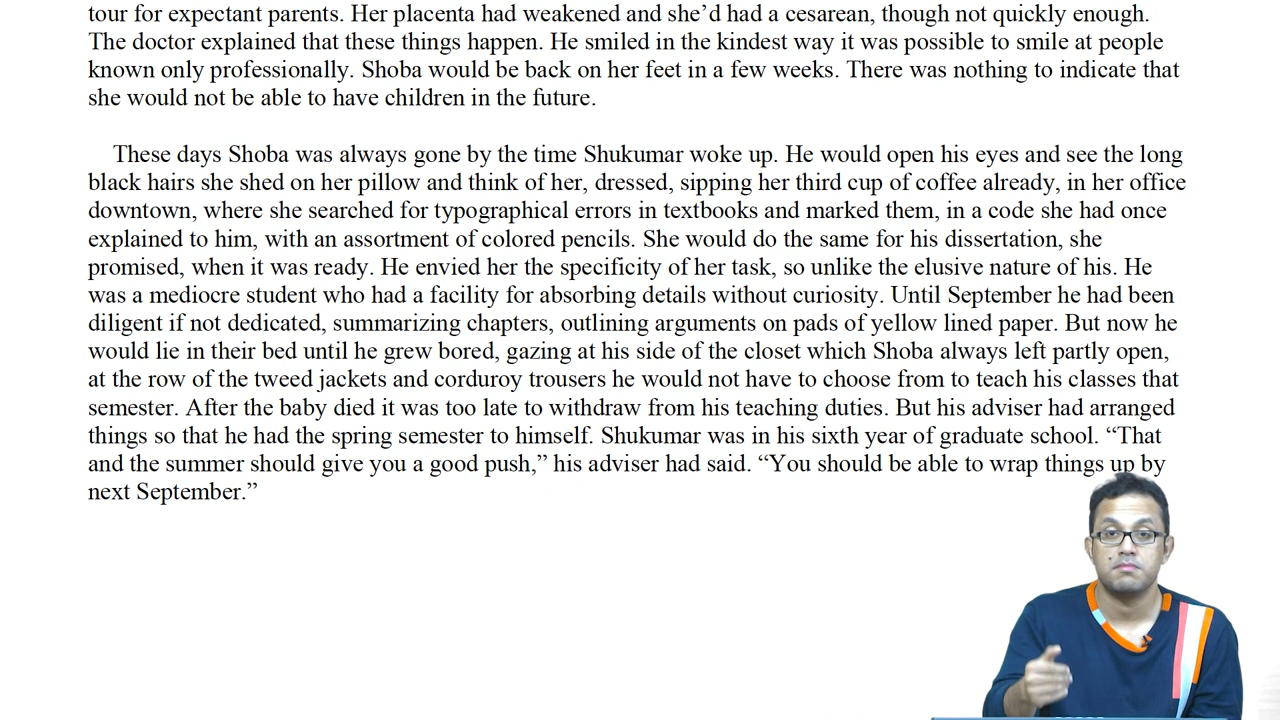 tour for expectant parents. Her placenta had weakened and she’d had a cesarean, though not quickly enough.
The doctor explained that these things happen. He smiled in the kindest way it was possible to smile at people
known only professionally. Shoba would be back on her feet in a few weeks. There was nothing to indicate that
she would not be able to have children in the future.
These days Shoba was always gone by the time Shukumar woke up. He would open his eyes and see the long
black hairs she shed on her pillow and think of her, dressed, sipping her third cup of coffee already, in her office
downtown, where she searched for typographical errors in textbooks and marked them, in a code she had once
explained to him, with an assortment of colored pencils. She would do the same for his dissertation, she
promised, when it was ready. He envied her the specificity of her task, so unlike the elusive nature of his. He
was a mediocre student who had a facility for absorbing details without curiosity. Until September he had been
diligent if not dedicated, summarizing chapters, outlining arguments on pads of yellow lined paper. But now he
would lie in their bed until he grew bored, gazing at his side of the closet which Shoba always left partly open,
at the row of the tweed jackets and corduroy trousers he would not have to choose from to teach his classes that
semester. After the baby died it was too late to withdraw from his teaching duties. But his adviser had arranged
things so that he had the spring semester to himself. Shukumar was in his sixth year of graduate school. “That
and the summer should give you a good push,” his adviser had said. “You should be able to wrap things up by
next September.”